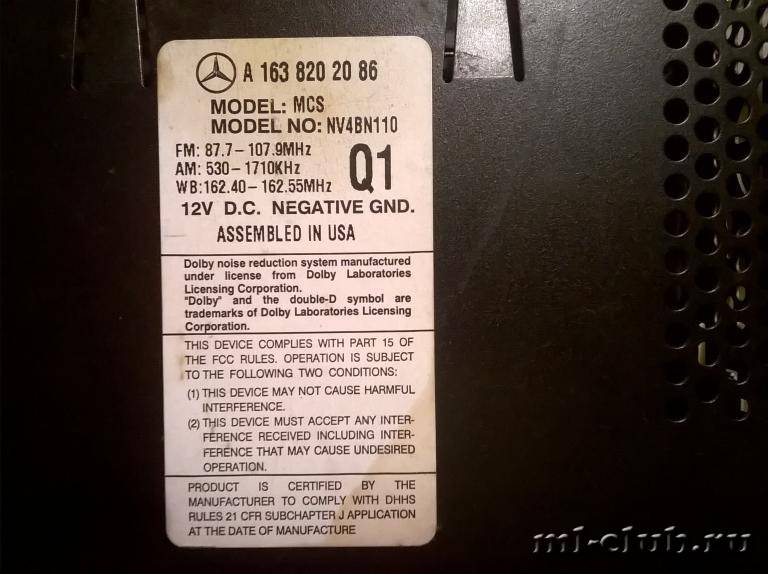 A 163 820 20 86
MODEL: MCS
MODEL NO: NV4BN110
FM: 87.7 - 107.9MHz
AM: 530 - 1710KHz
WB: 162.40 - 162.55MHz
Q1
12V D.C. NEGATIVE GND.
ASSEMBLED IN USA
Dolby noise reduction system manufactured
under license from Dolby Laboratories
Licensing Corporation.
"Dolby" and the double-D symbol are
trademarks of Dolby Laboratories Licensing
Corporation.
THIS DEVICE COMPLIES WITH PART 15 OF
THE FCC RULES. OPERATION IS SUBJECT
TO THE FOLLOWING TWO CONDITIONS:
(1) THIS DEVICE MAY NOT CAUSE HARMFUL
INTERFERENCE.
(2) THIS DEVICE MUST ACCEPT ANY INTER-
FERENCE RECEIVED INCLUDING INTER-
FERENCE THAT MAY CAUSE UNDESIRED
OPERATION.
PRODUCT IS CERTIFIED BY THE
MANUFACTURER TO COMPLY WITH DHHS
RULES 21 CFR SUBCHAPTER J APPLICATION
AT THE DATE OF MANUFACTURE
ml-club.ru